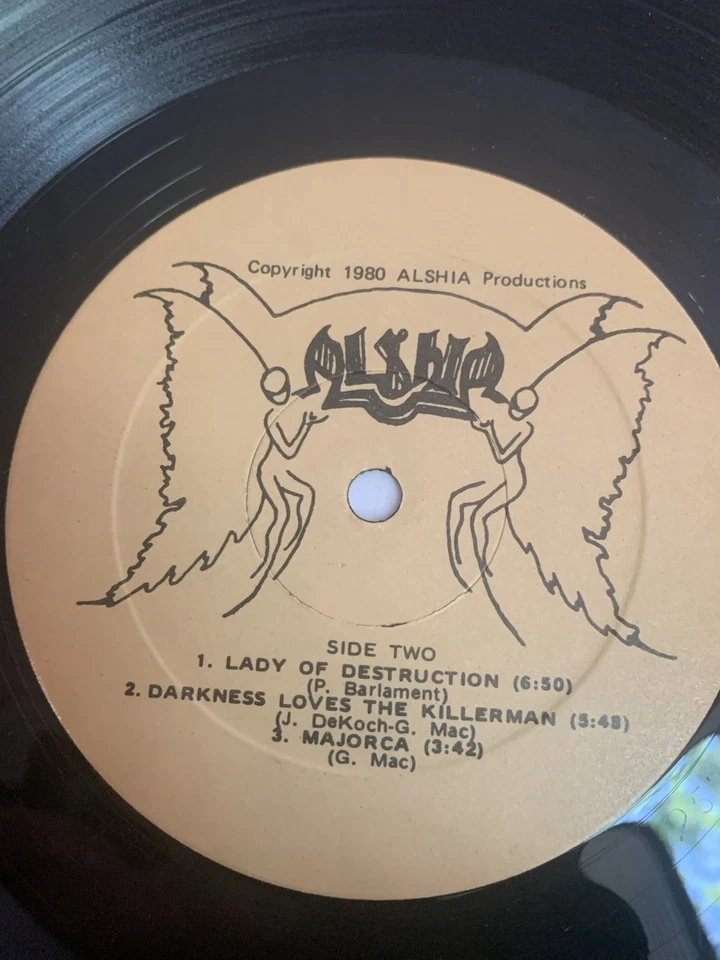 Copyright 1980 ALSHIA Productions
ALSHIA
SIDE TWO
1. LADY OF DESTRUCTION (6:50)
(P. Barlament)
2. DARKNESS LOVES THE KILLERMAN (5:48)
(J. DeKoch-G. Mac)
3. MAJORCA (3:42)
(G. Mac)